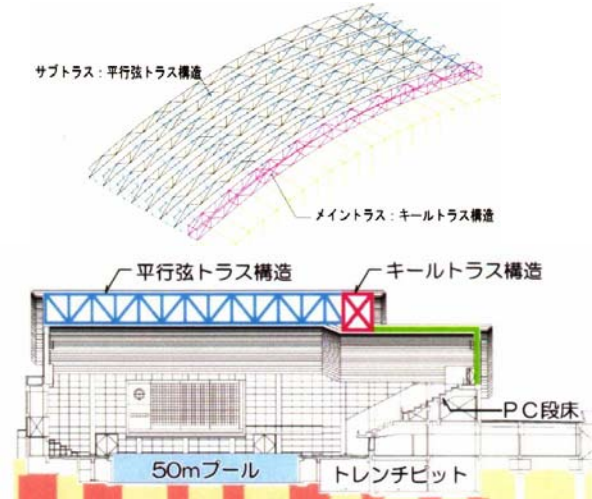 サブトラス：平行弦トラス構造
メイントラス：キールトラス構造
平行弦トラス構造
キールトラス構造
PC段床
50mプール
トレンチピット